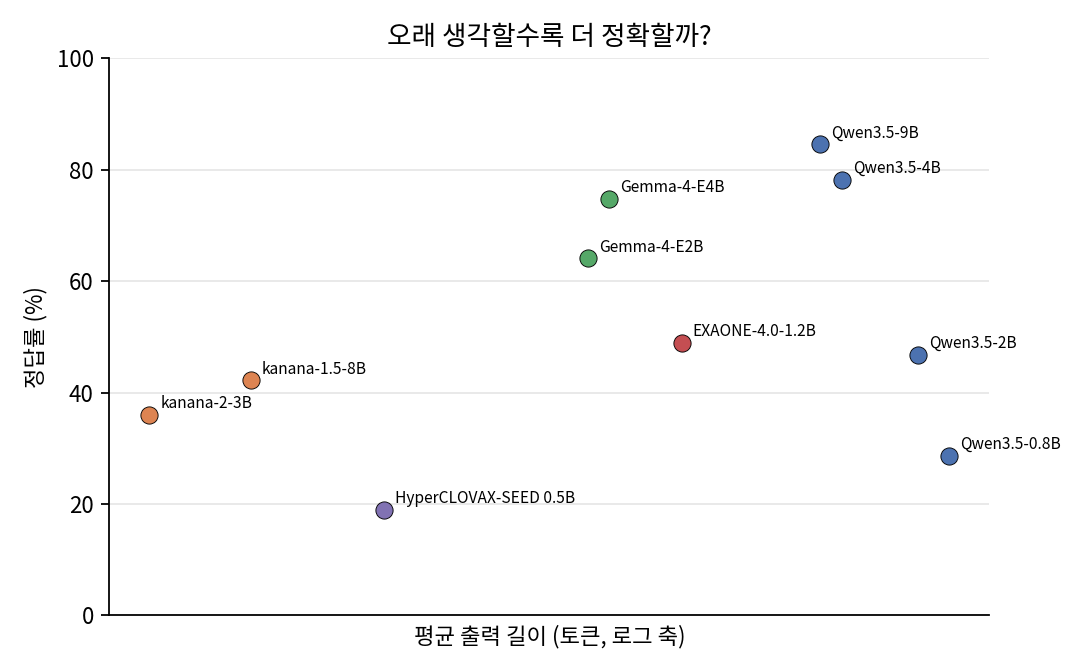 오래 생각할수록 더 정확할까?
100
80
60
40
20
0
정답률 (%)
Qwen3.5-9B
Qwen3.5-4B
Gemma-4-E4B
Gemma-4-E2B
EXAONE-4.0-1.2B
Qwen3.5-2B
kanana-1.5-8B
kanana-2-3B
Qwen3.5-0.8B
HyperCLOVAX-SEED 0.5B
평균 출력 길이 (토큰, 로그 축)